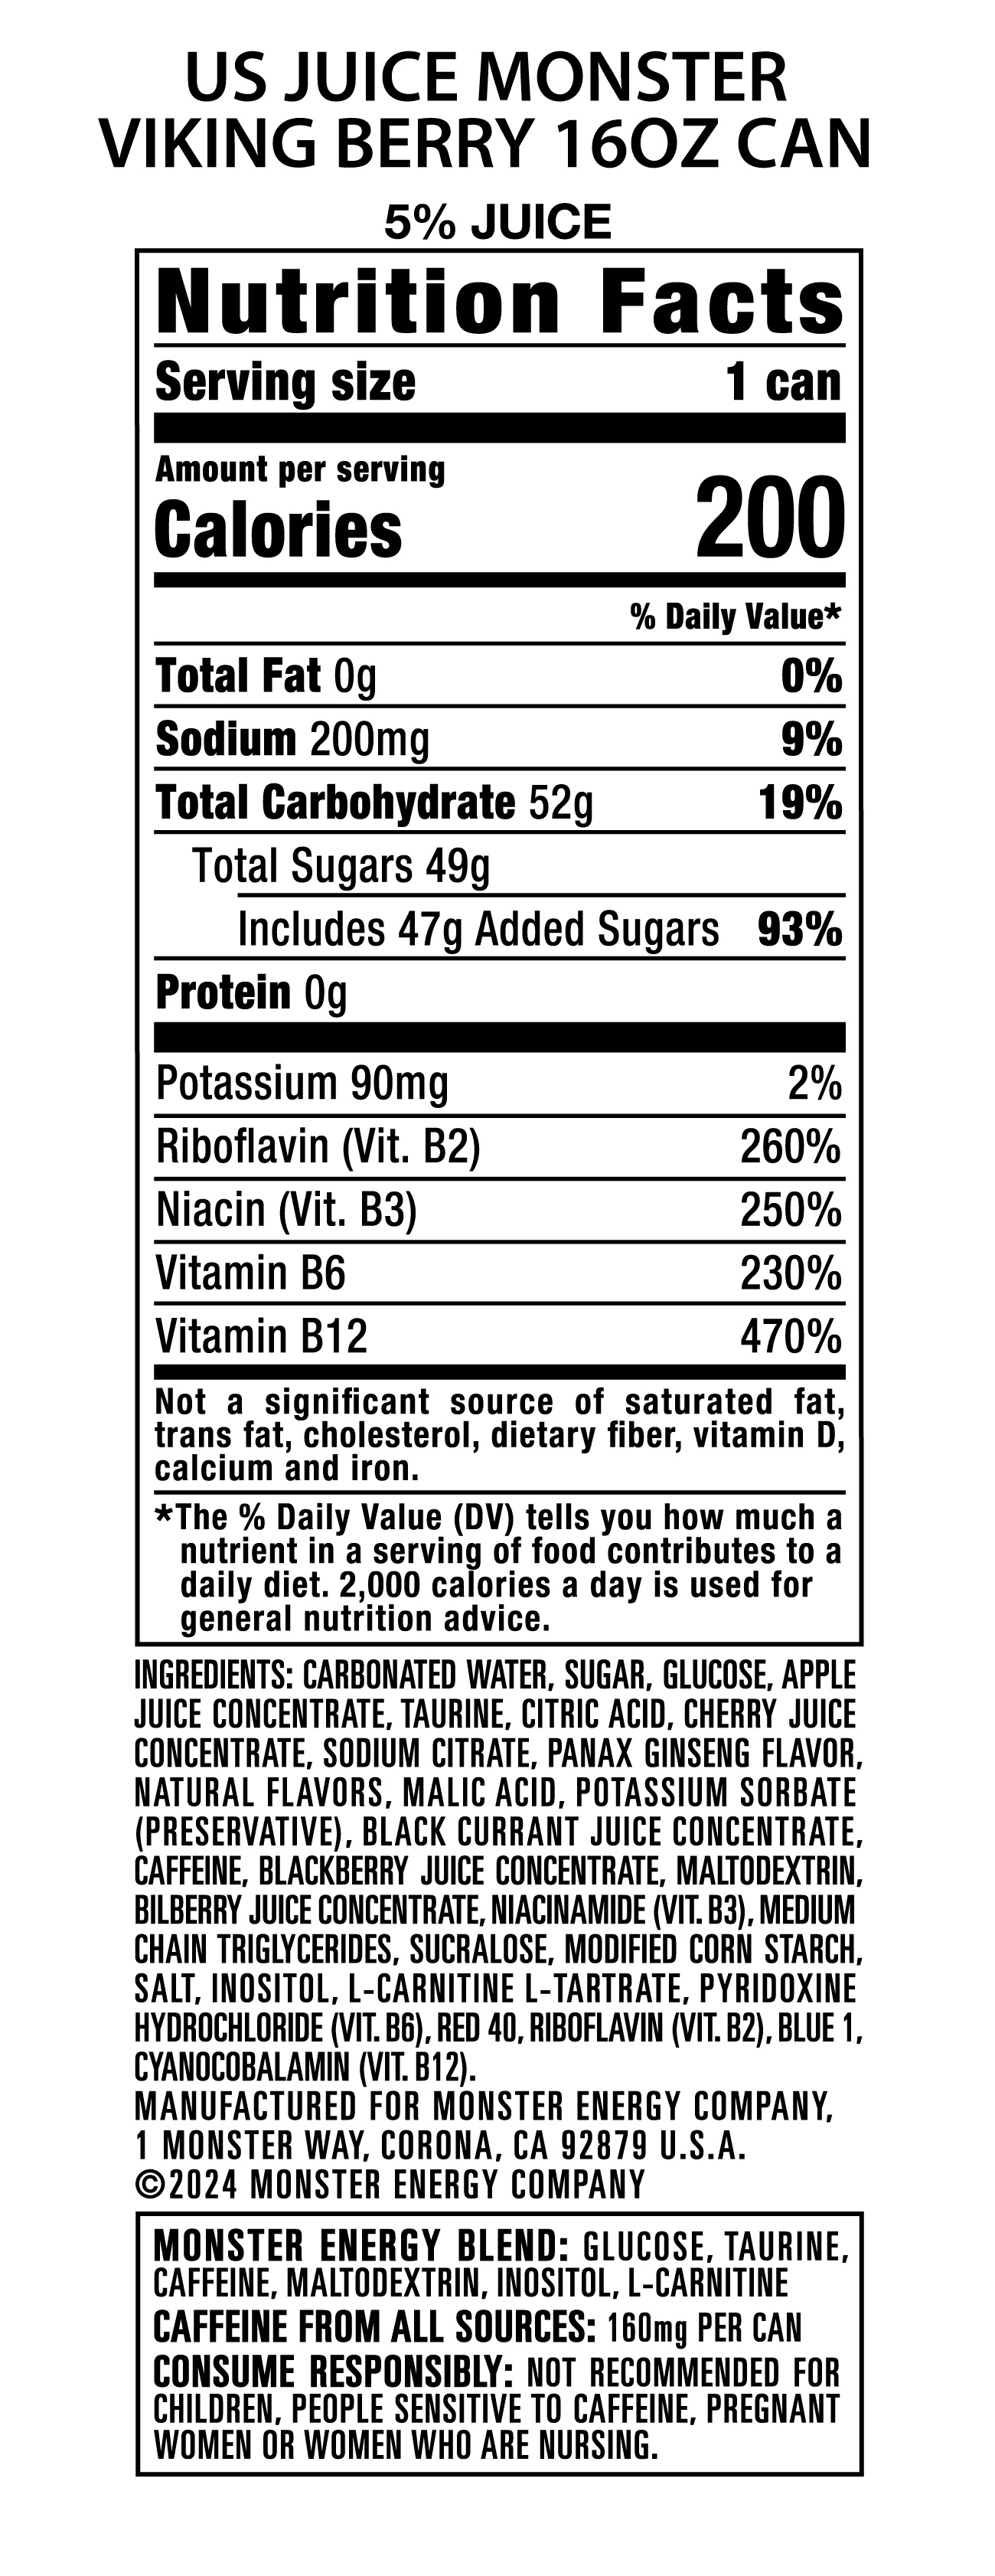 US JUICE MONSTER
VIKING BERRY 16OZ CAN
5% JUICE
Nutrition Facts
Serving size 1 can
Amount per serving
Calories 200
% Daily Value*
Total Fat 0g 0%
Sodium 200mg 9%
Total Carbohydrate 52g 19%
Total Sugars 49g
Includes 47g Added Sugars 93%
Protein 0g
Potassium 90mg 2%
Riboflavin (Vit. B2) 260%
Niacin (Vit. B3) 250%
Vitamin B6 230%
Vitamin B12 470%
Not a significant source of saturated fat,
trans fat, cholesterol, dietary fiber, vitamin D,
calcium and iron.
*The % Daily Value (DV) tells you how much a
nutrient in a serving of food contributes to a
daily diet. 2,000 calories a day is used for
general nutrition advice.
INGREDIENTS: CARBONATED WATER, SUGAR, GLUCOSE, APPLE
JUICE CONCENTRATE, TAURINE, CITRIC ACID, CHERRY JUICE
CONCENTRATE, SODIUM CITRATE, PANAX GINSENG FLAVOR,
NATURAL FLAVORS, MALIC ACID, POTASSIUM SORBATE
(PRESERVATIVE), BLACK CURRANT JUICE CONCENTRATE,
CAFFEINE, BLACKBERRY JUICE CONCENTRATE, MALTODEXTRIN,
BILBERRY JUICE CONCENTRATE, NIACINAMIDE (VIT. B3), MEDIUM
CHAIN TRIGLYCERIDES, SUCRALOSE, MODIFIED CORN STARCH,
SALT, INOSITOL, L-CARNITINE L-TARTRATE, PYRIDOXINE
HYDROCHLORIDE (VIT. B6), RED 40, RIBOFLAVIN (VIT. B2), BLUE 1,
CYANOCOBALAMIN (VIT. B12).
MANUFACTURED FOR MONSTER ENERGY COMPANY,
1 MONSTER WAY, CORONA, CA 92879 U.S.A.
©2024 MONSTER ENERGY COMPANY
MONSTER ENERGY BLEND: GLUCOSE, TAURINE,
CAFFEINE, MALTODEXTRIN, INOSITOL, L-CARNITINE
CAFFEINE FROM ALL SOURCES: 160mg PER CAN
CONSUME RESPONSIBLY: NOT RECOMMENDED FOR
CHILDREN, PEOPLE SENSITIVE TO CAFFEINE, PREGNANT
WOMEN OR WOMEN WHO ARE NURSING.